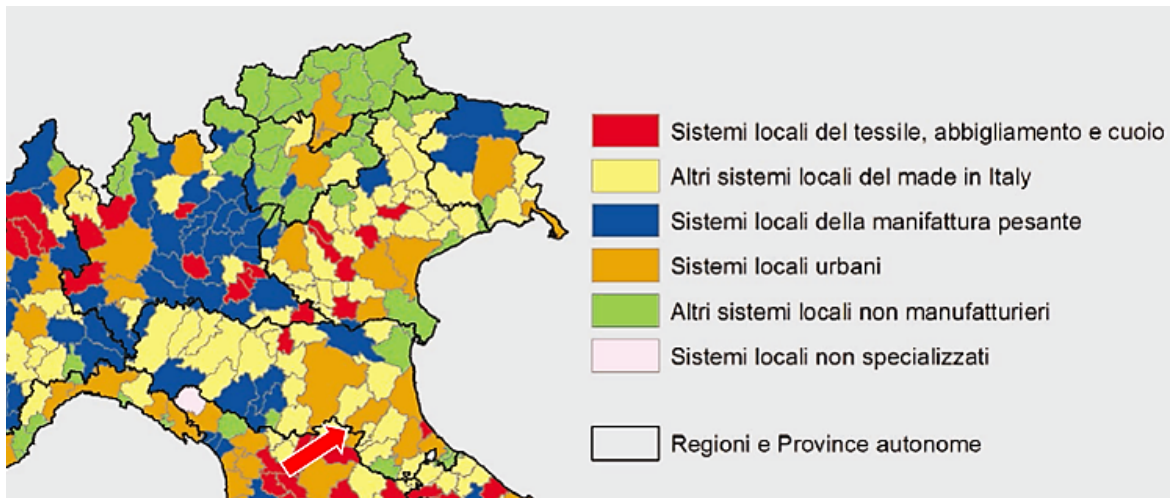 Sistemi locali del tessile, abbigliamento e cuoio
Altri sistemi locali del made in Italy
Sistemi locali della manifattura pesante
Sistemi locali urbani
Altri sistemi locali non manufatturieri
Sistemi locali non specializzati
Regioni e Province autonome